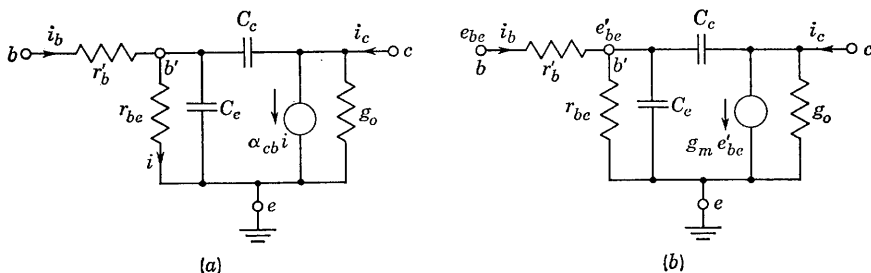 C_c
i_b
i_c
b
r'_b
b'
c
r_be
C_e
α_cb i
g_o
i
e
(a)
e_be
i_b
e'_be
C_c
i_c
b
r'_b
b'
c
r_be
C_e
g_m e'_be
g_o
e
(b)